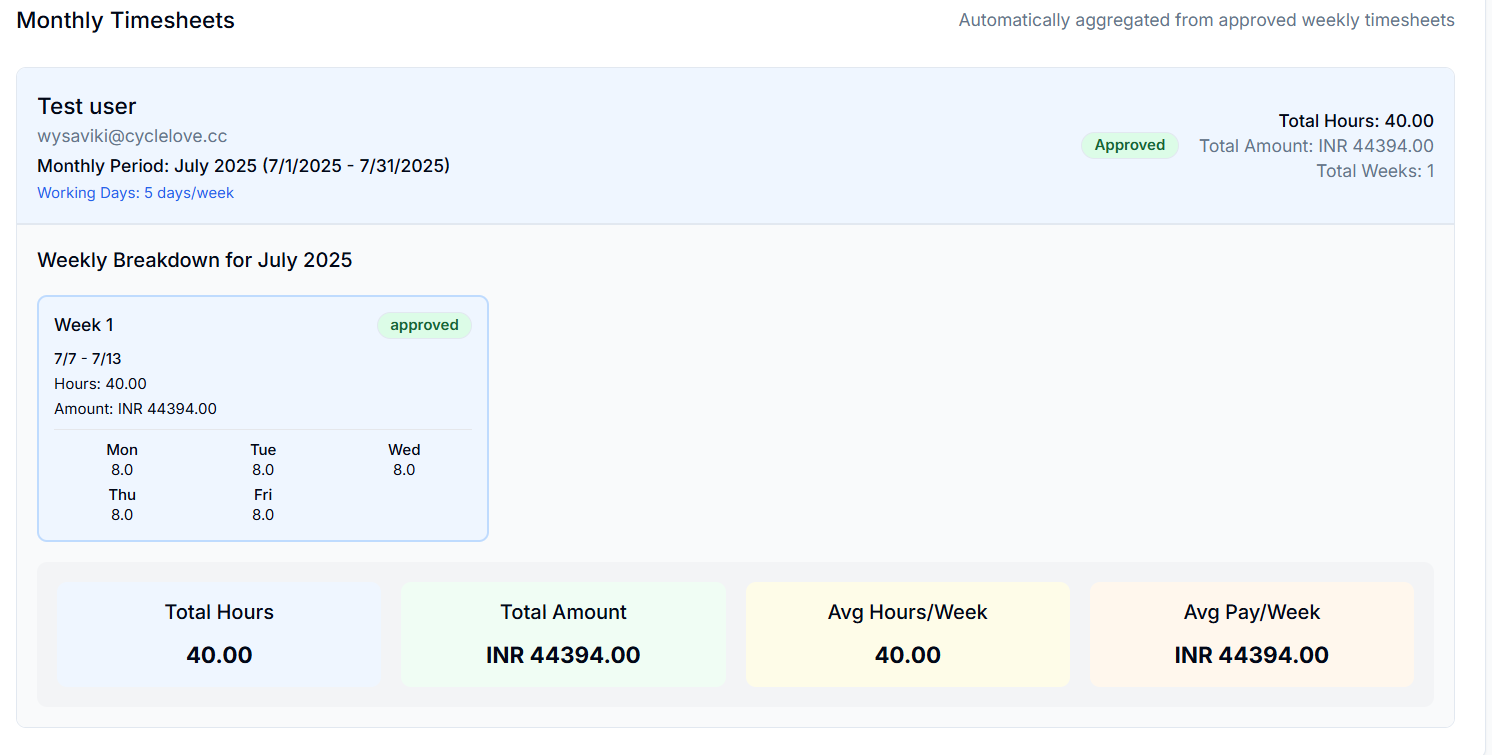 Monthly Timesheets
Automatically aggregated from approved weekly timesheets
Test user
wysaviki@cyclelove.cc
Monthly Period: July 2025 (7/1/2025 - 7/31/2025)
Working Days: 5 days/week
Approved
Total Hours: 40.00
Total Amount: INR 44394.00
Total Weeks: 1
Weekly Breakdown for July 2025
Week 1
approved
7/7 - 7/13
Hours: 40.00
Amount: INR 44394.00
Mon Tue Wed
8.0 8.0 8.0
Thu Fri
8.0 8.0
Total Hours Total Amount Avg Hours/Week Avg Pay/Week
40.00 INR 44394.00 40.00 INR 44394.00